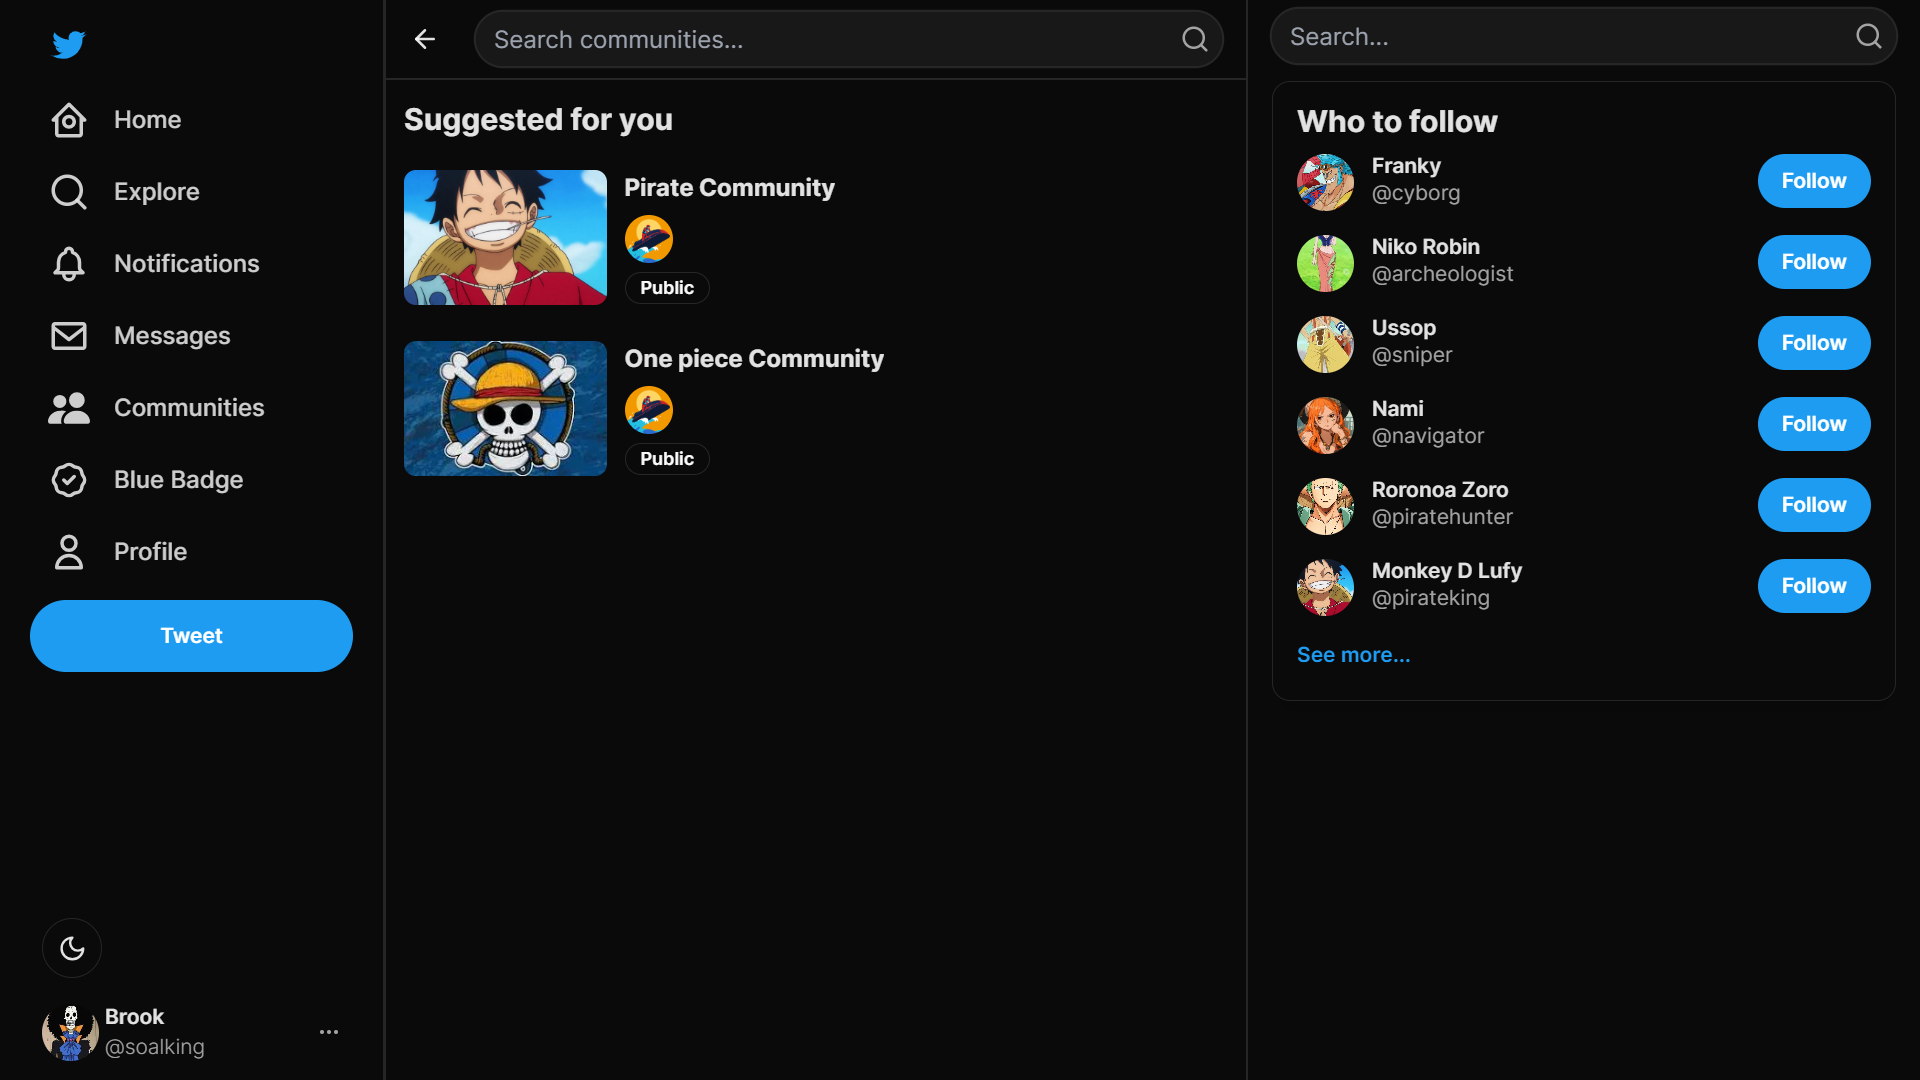 Home
Explore
Notifications
Messages
Communities
Blue Badge
Profile
Tweet
Brook
@soalking
Search communities...
Suggested for you
Pirate Community
Public
One piece Community
Public
Search...
Who to follow
Franky
@cyborg
Follow
Niko Robin
@archeologist
Follow
Ussop
@sniper
Follow
Nami
@navigator
Follow
Roronoa Zoro
@piratehunter
Follow
Monkey D Lufy
@pirateking
Follow
See more...